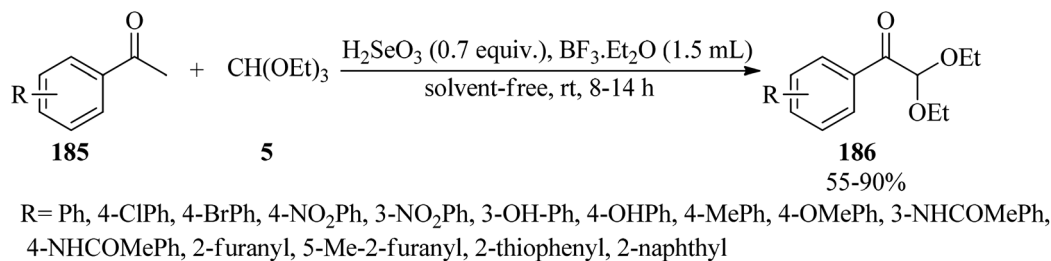 O
R
185
+
CH(OEt)3
5
H2SeO3 (0.7 equiv.), BF3.Et2O (1.5 mL)
solvent-free, rt, 8-14 h
O
OEt
OEt
R
186
55-90%
R= Ph, 4-ClPh, 4-BrPh, 4-NO2Ph, 3-NO2Ph, 3-OH-Ph, 4-OHPh, 4-MePh, 4-OMePh, 3-NHCOMePh,
4-NHCOMePh, 2-furanyl, 5-Me-2-furanyl, 2-thiophenyl, 2-naphthyl